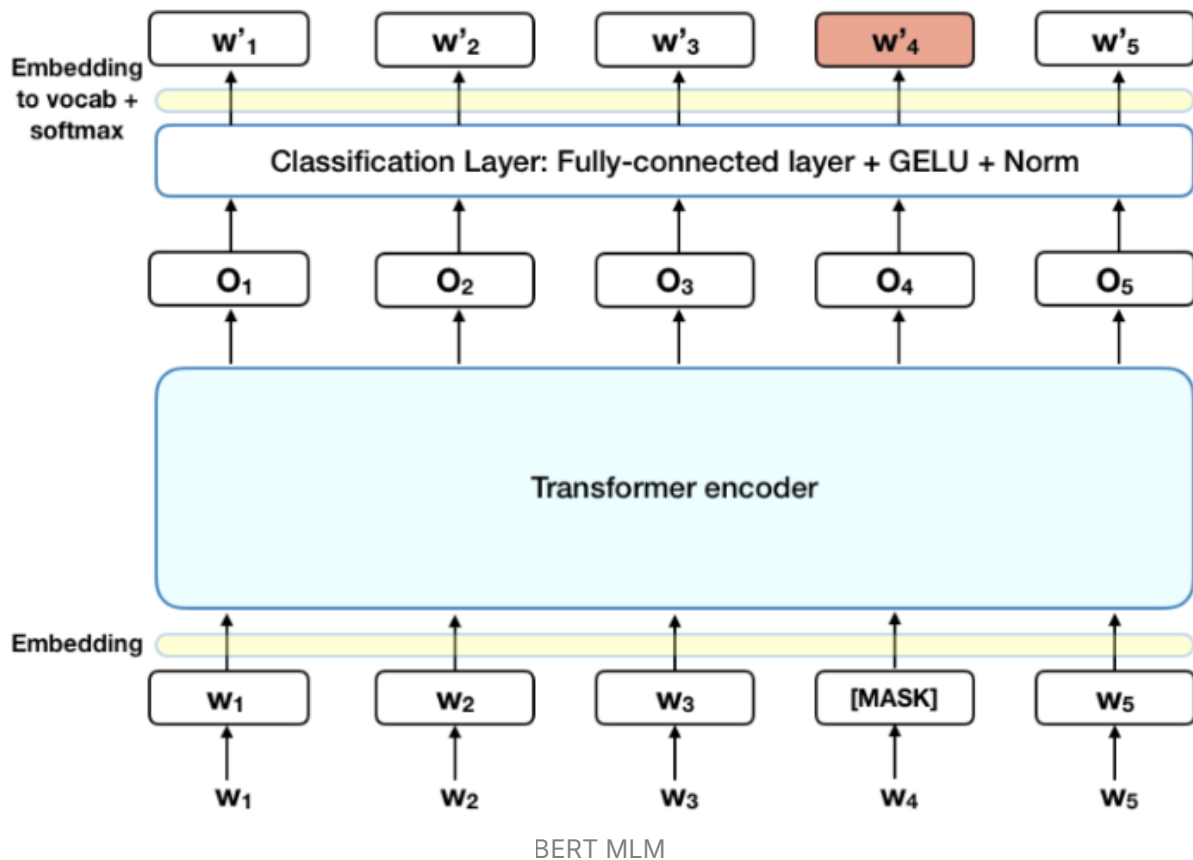 w’₁ w’₂ w’₃ w’₄ w’₅
Embedding
to vocab +
softmax
Classification Layer: Fully-connected layer + GELU + Norm
O₁ O₂ O₃ O₄ O₅
Transformer encoder
Embedding
W₁ W₂ W₃ [MASK] W₅
W₁ W₂ W₃ W₄ W₅
BERT MLM